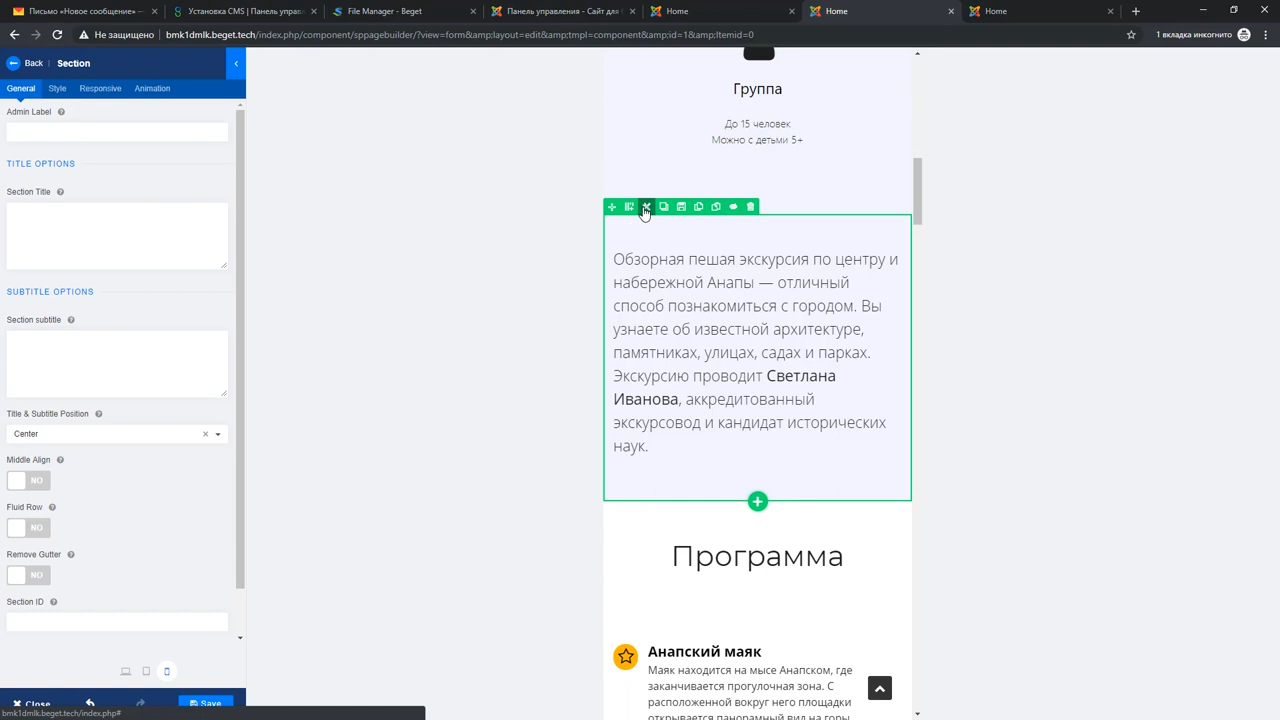 Письмо «Новое сообщение» —
Установка CMS | Панель управ
File Manager - Beget
Панель управления - Сайт для г
Home
Home
Home
Не защищено
bmk1dmlk.beget.tech/index.php/component/sppagebuilder/?view=form&amp;layout=edit&amp;tmpl=component&amp;id=1&amp;Itemid=0
1 вкладка инкогнито
Back
Section
General
Style
Responsive
Animation
Admin Label
TITLE OPTIONS
Section Title
SUBTITLE OPTIONS
Section subtitle
Title & Subtitle Position
Center
Middle Align
NO
Fluid Row
NO
Remove Gutter
NO
Section ID
Close
Save
bmk1dmlk.beget.tech/index.php#
Группа
До 15 человек
Можно с детьми 5+
Обзорная пешая экскурсия по центру и
набережной Анапы — отличный
способ познакомиться с городом. Вы
узнаете об известной архитектуре,
памятниках, улицах, садах и парках.
Экскурсию проводит Светлана
Иванова, аккредитованный
экскурсовод и кандидат исторических
наук.
Программа
Анапский маяк
Маяк находится на мысе Анапском, где
заканчивается прогулочная зона. С
расположенной вокруг него площадки
открывается панорамный вид на горы